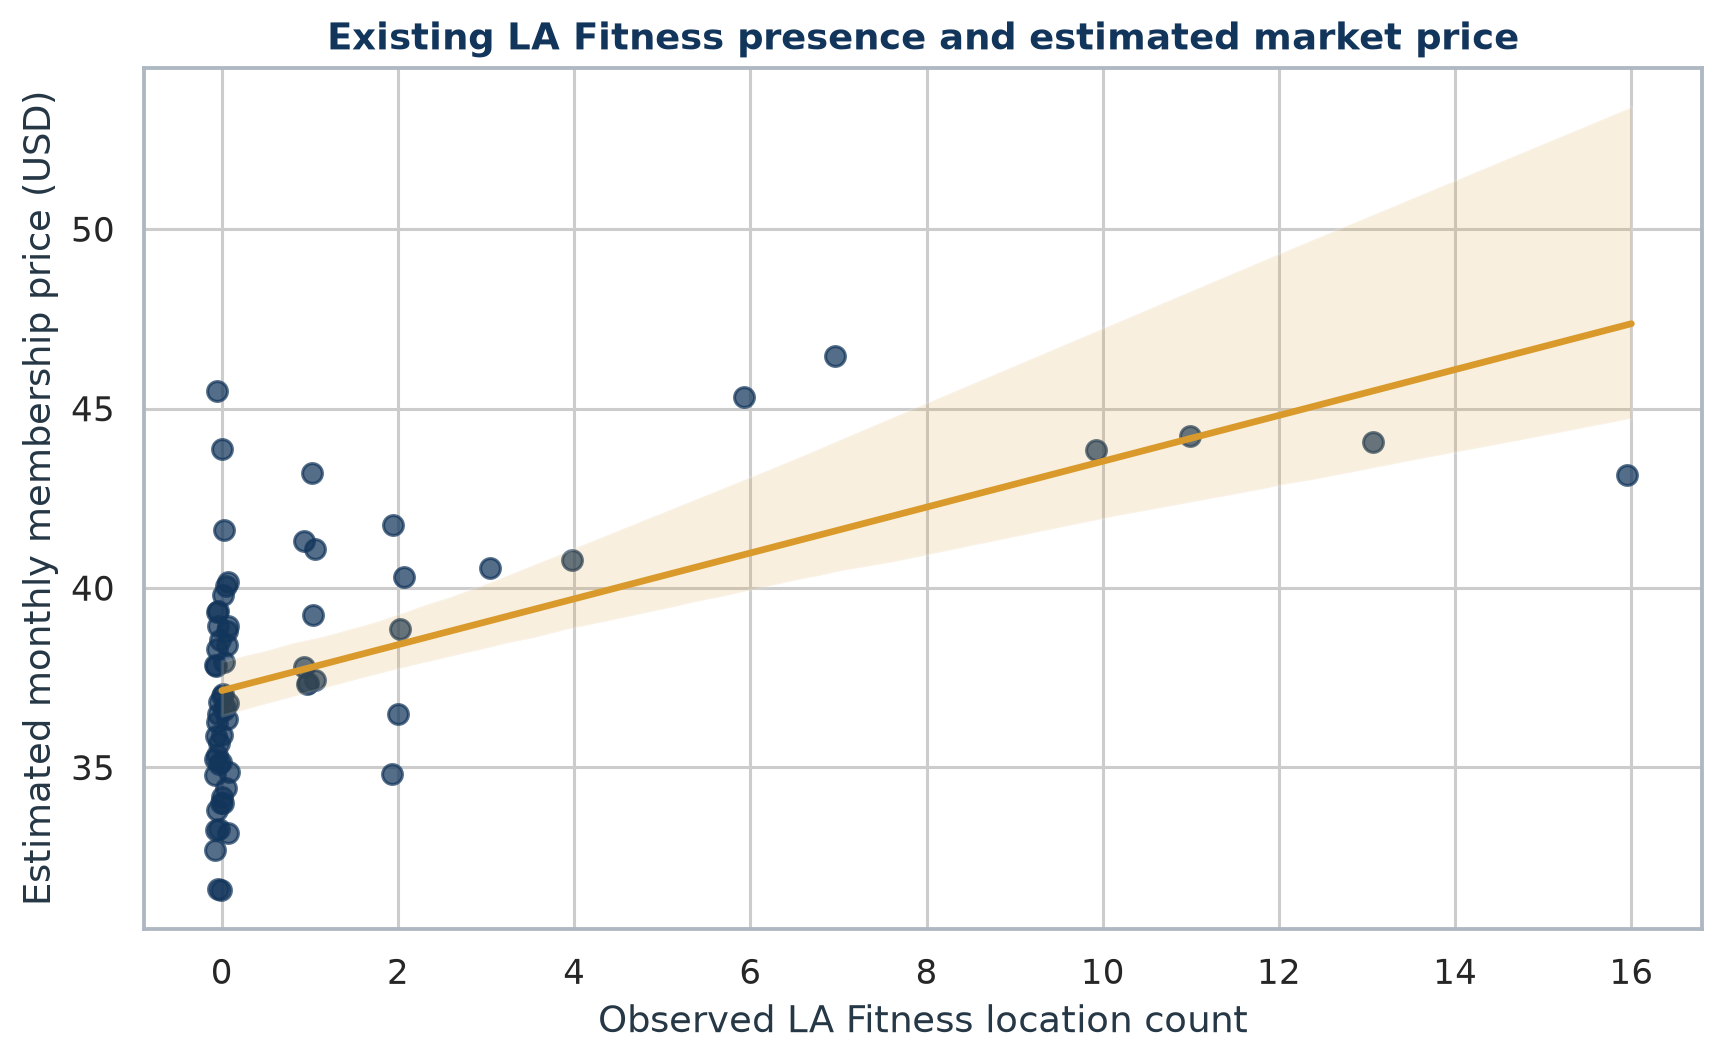 Existing LA Fitness presence and estimated market price
Estimated monthly membership price (USD)
50
45
40
35
0 2 4 6 8 10 12 14 16
Observed LA Fitness location count